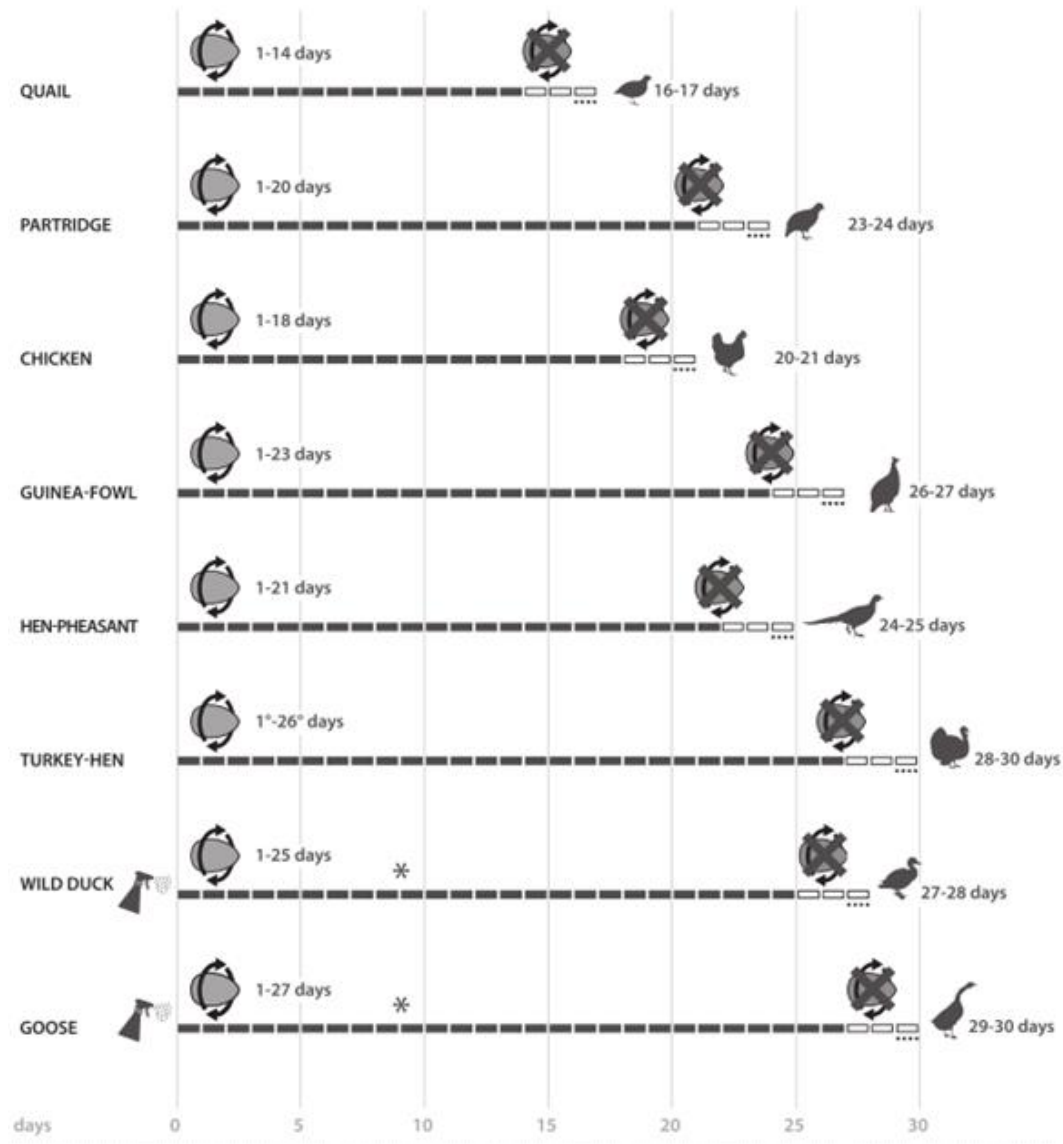 1-14 days
QUAIL 16-17 days
1-20 days
PARTRIDGE 23-24 days
1-18 days
CHICKEN 20-21 days
1-23 days
GUINEA-FOWL 26-27 days
1-21 days
HEN-PHEASANT 24-25 days
1°-26° days
TURKEY-HEN 28-30 days
1-25 days
*
WILD DUCK 27-28 days
1-27 days
*
GOOSE 29-30 days
days 0 5 10 15 20 25 30